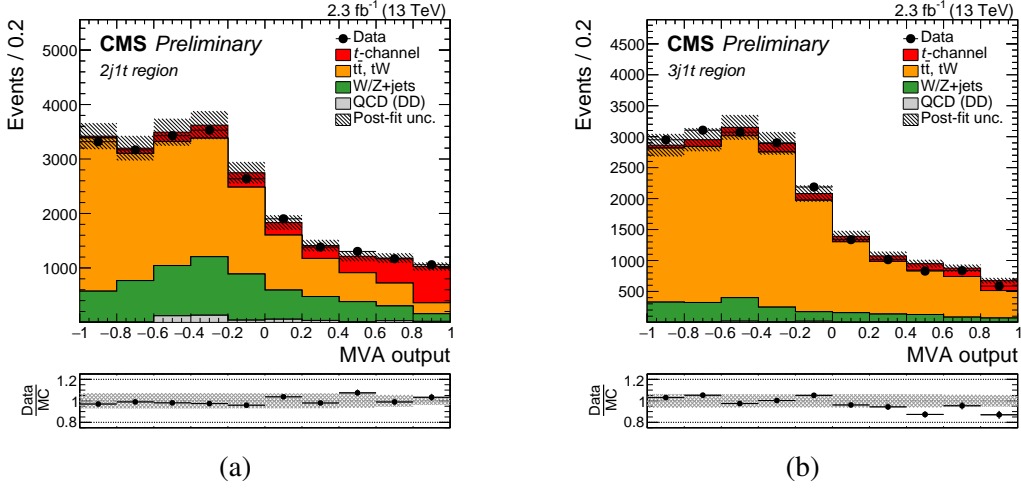 2.3 fb⁻¹ (13 TeV)
CMS Preliminary
2j1t region
Data
t-channel
tt̄, tW
W/Z+jets
QCD (DD)
Post-fit unc.
Events / 0.2
5000
4000
3000
2000
1000
−1 −0.8 −0.6 −0.4 −0.2 0 0.2 0.4 0.6 0.8 1
MVA output
Data
MC
1.2
1
0.8
(a)
2.3 fb⁻¹ (13 TeV)
CMS Preliminary
3j1t region
Data
t-channel
tt̄, tW
W/Z+jets
QCD (DD)
Post-fit unc.
Events / 0.2
4500
4000
3500
3000
2500
2000
1500
1000
500
−1 −0.8 −0.6 −0.4 −0.2 0 0.2 0.4 0.6 0.8 1
MVA output
Data
MC
1.2
1
0.8
(b)